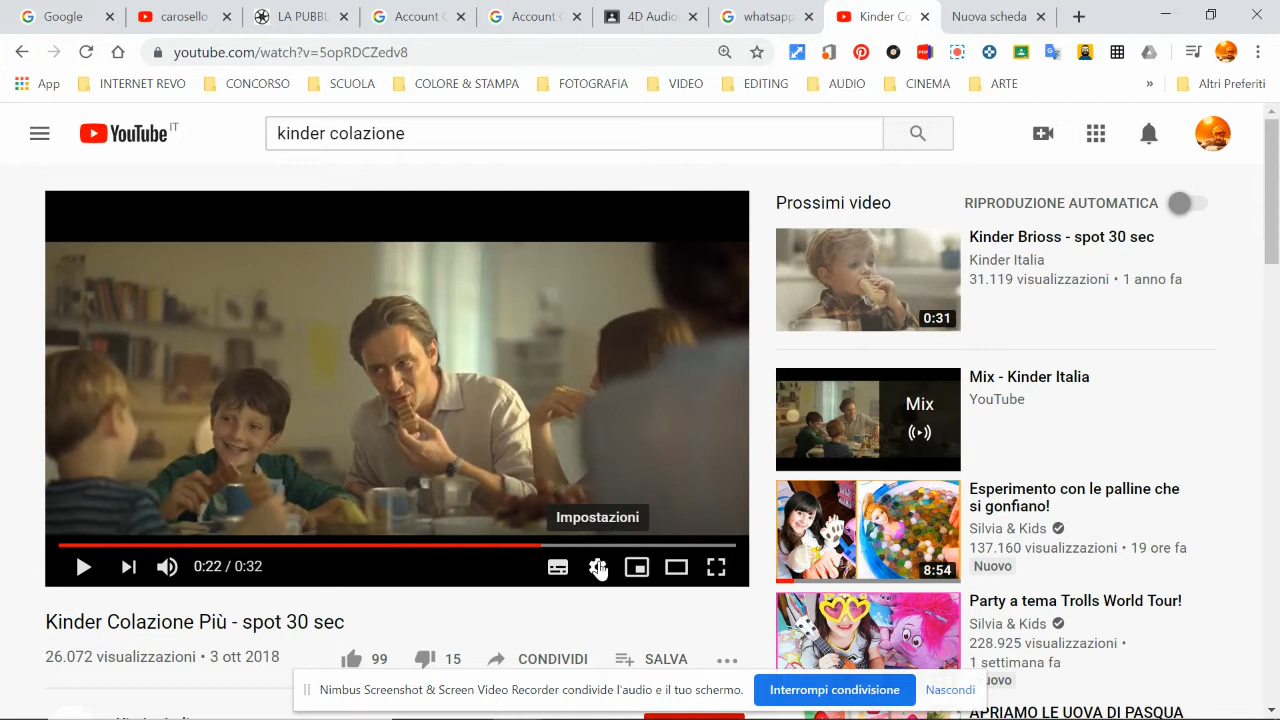 Google
carosello
LA PUBBL
Account G
Account G
4D Audio
whatsapp
Kinder Co
Nuova scheda
youtube.com/watch?v=5opRDCZedv8
App
INTERNET REVO
CONCORSO
SCUOLA
COLORE & STAMPA
FOTOGRAFIA
VIDEO
EDITING
AUDIO
CINEMA
ARTE
»
Altri Preferiti
YouTube IT
kinder colazione
Prossimi video
RIPRODUZIONE AUTOMATICA
Kinder Brioss - spot 30 sec
Kinder Italia
31.119 visualizzazioni • 1 anno fa
0:31
Mix - Kinder Italia
YouTube
Mix
Esperimento con le palline che
si gonfiano!
Silvia & Kids
137.160 visualizzazioni • 19 ore fa
Nuovo
8:54
Party a tema Trolls World Tour!
Silvia & Kids
228.925 visualizzazioni •
1 settimana fa
uovo
APRIAMO LE UOVA DI PASQUA
Impostazioni
0:22 / 0:32
Kinder Colazione Più - spot 30 sec
26.072 visualizzazioni • 3 ott 2018
99
15
CONDIVIDI
SALVA
Nimbus Screenshot & Screen Video Recorder condivide l'audio e il tuo schermo.
Interrompi condivisione
Nascondi